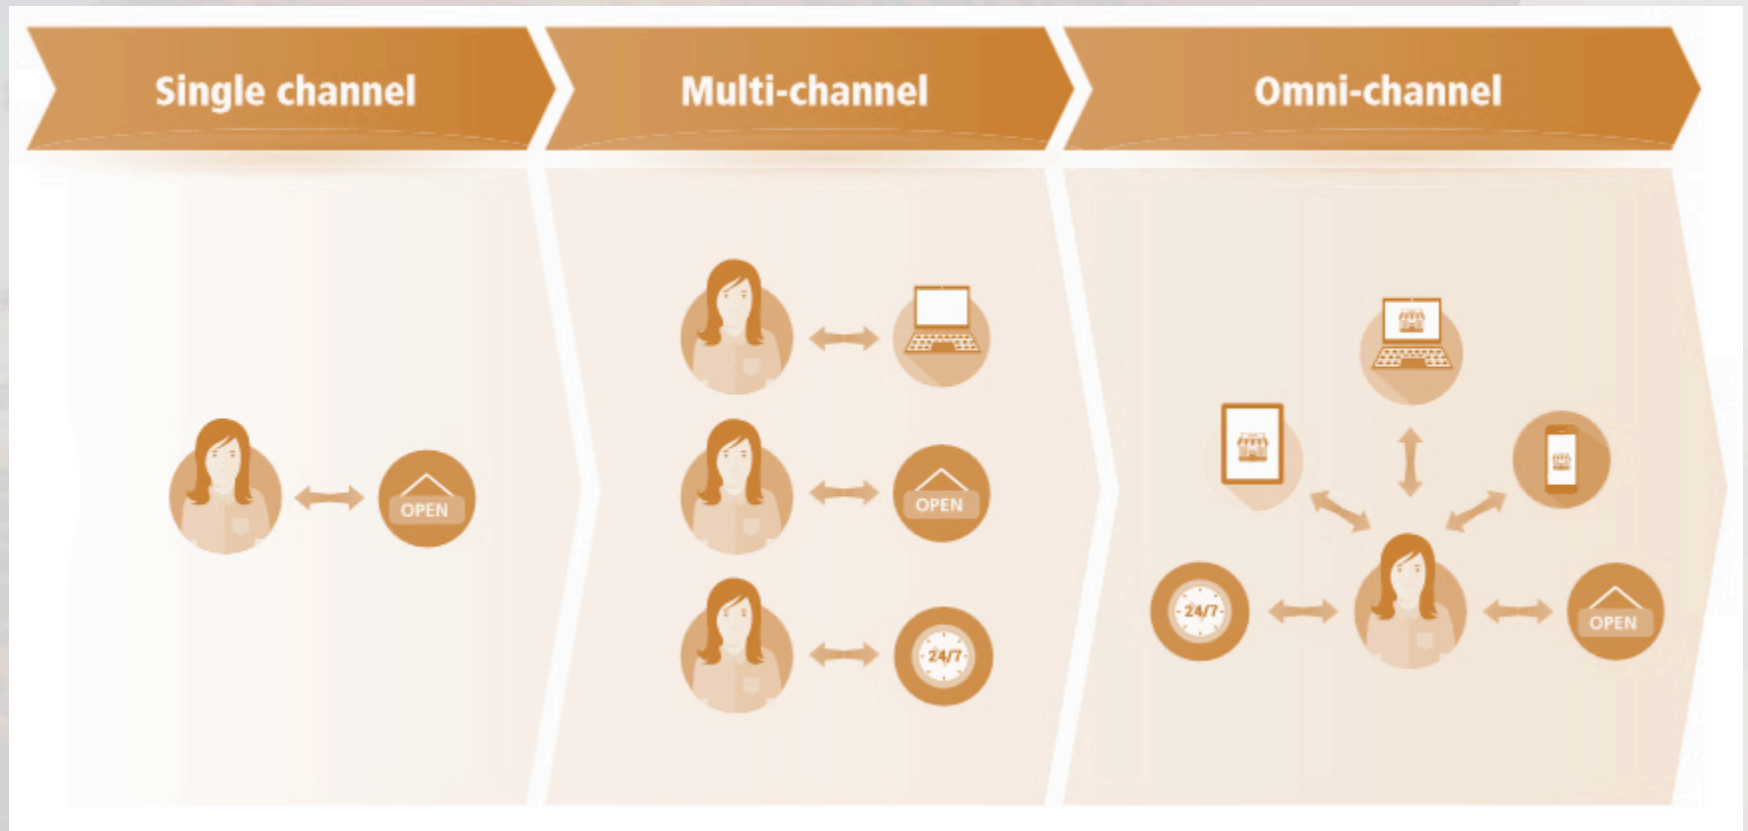 Single channel
Multi-channel
Omni-channel
OPEN
OPEN
24/7
24/7
OPEN